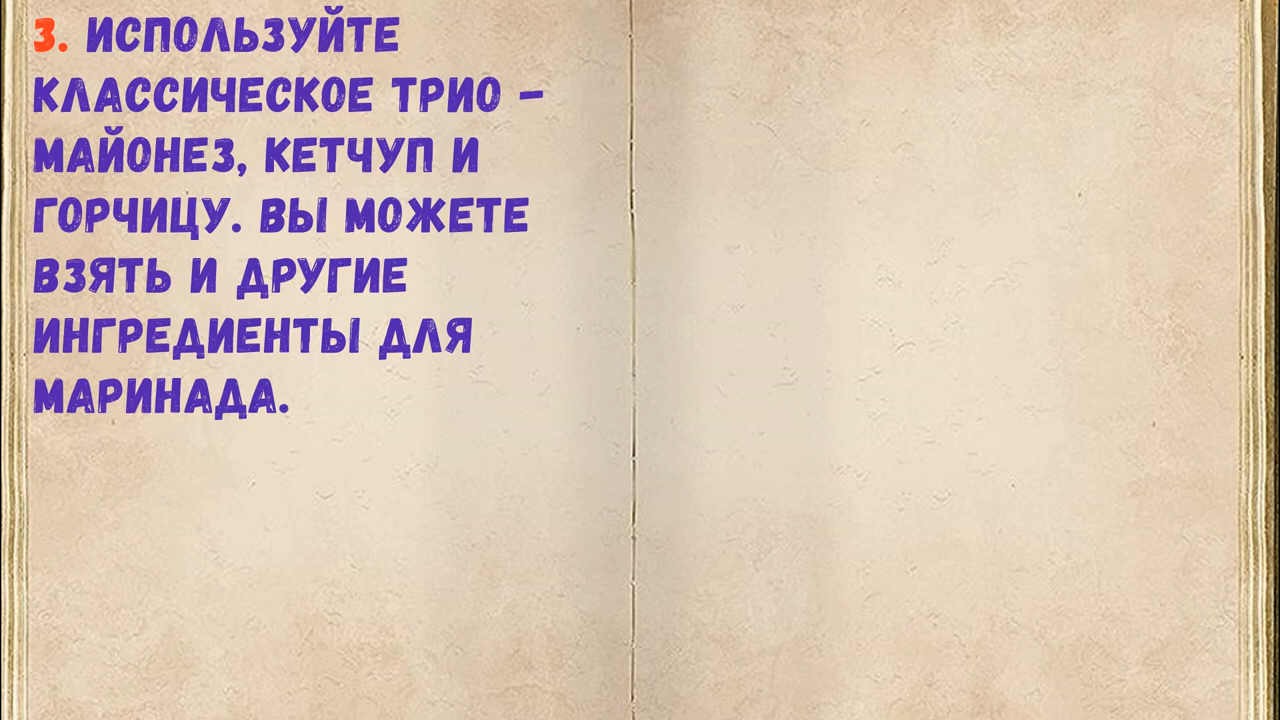 3. ИСПОЛЬЗУЙТЕ
КЛАССИЧЕСКОЕ ТРИО -
МАЙОНЕЗ, КЕТЧУП И
ГОРЧИЦУ. ВЫ МОЖЕТЕ
ВЗЯТЬ И ДРУГИЕ
ИНГРЕДИЕНТЫ ДЛЯ
МАРИНАДА.